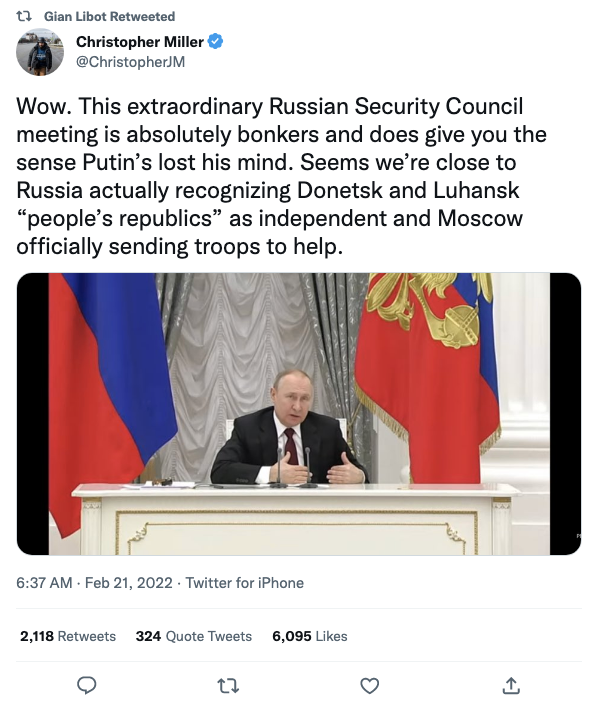 Gian Libot Retweeted
Christopher Miller
@ChristopherJM
Wow. This extraordinary Russian Security Council
meeting is absolutely bonkers and does give you the
sense Putin’s lost his mind. Seems we’re close to
Russia actually recognizing Donetsk and Luhansk
“people’s republics” as independent and Moscow
officially sending troops to help.
6:37 AM · Feb 21, 2022 · Twitter for iPhone
2,118 Retweets 324 Quote Tweets 6,095 Likes